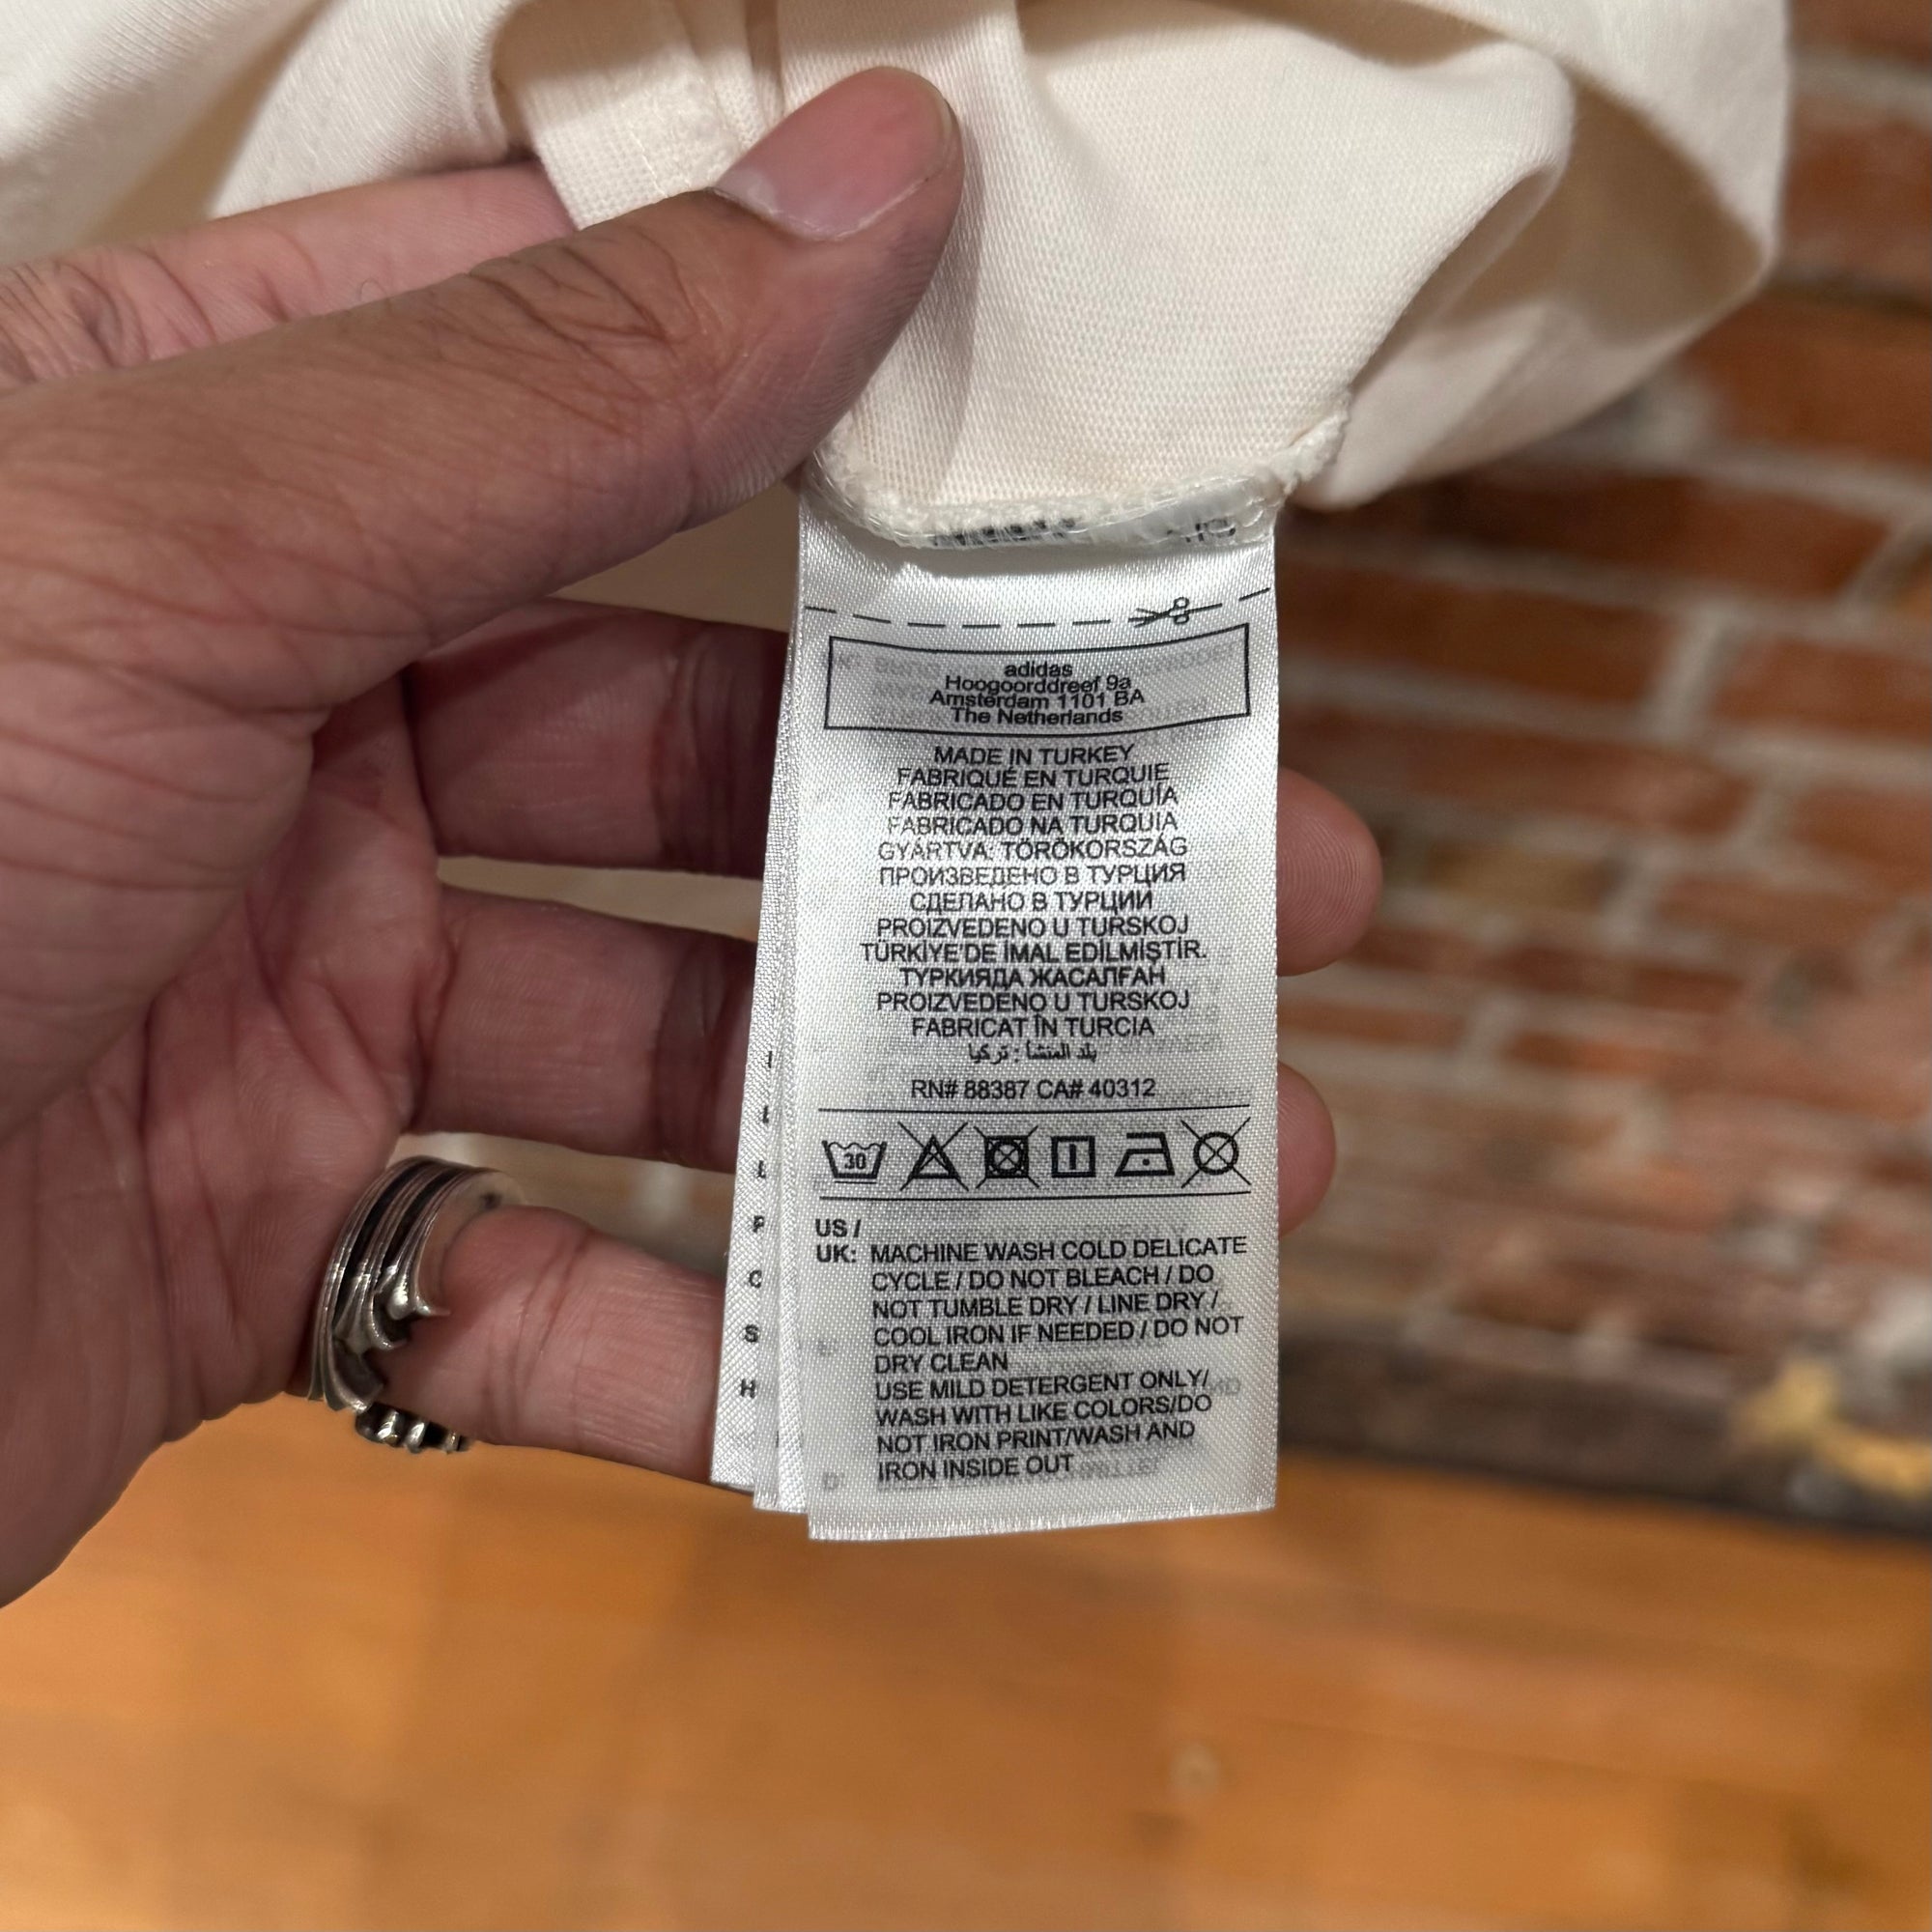 adidas
Hoogoorddreef 9a
Amsterdam 1101 BA
The Netherlands
MADE IN TURKEY
FABRIQUÉ EN TURQUIE
FABRICADO EN TURQUÍA
FABRICADO NA TURQUIA
GYÁRTVA: TÖRÖKORSZÁG
ПРОИЗВЕДЕНО В ТУРЦИЯ
СДЕЛАНО В ТУРЦИИ
PROIZVEDENO U TURSKOJ
TÜRKİYE'DE İMAL EDİLMİŞTİR.
ТУРКИЯДА ЖАСАЛҒАН
PROIZVEDENO U TURSKOJ
FABRICAT ÎN TURCIA
بلد المنشأ : تركيا
RN# 88387 CA# 40312
30
US /
UK: MACHINE WASH COLD DELICATE
CYCLE / DO NOT BLEACH / DO
NOT TUMBLE DRY / LINE DRY /
COOL IRON IF NEEDED / DO NOT
DRY CLEAN
USE MILD DETERGENT ONLY/
WASH WITH LIKE COLORS/DO
NOT IRON PRINT/WASH AND
IRON INSIDE OUT
P
C
S
H